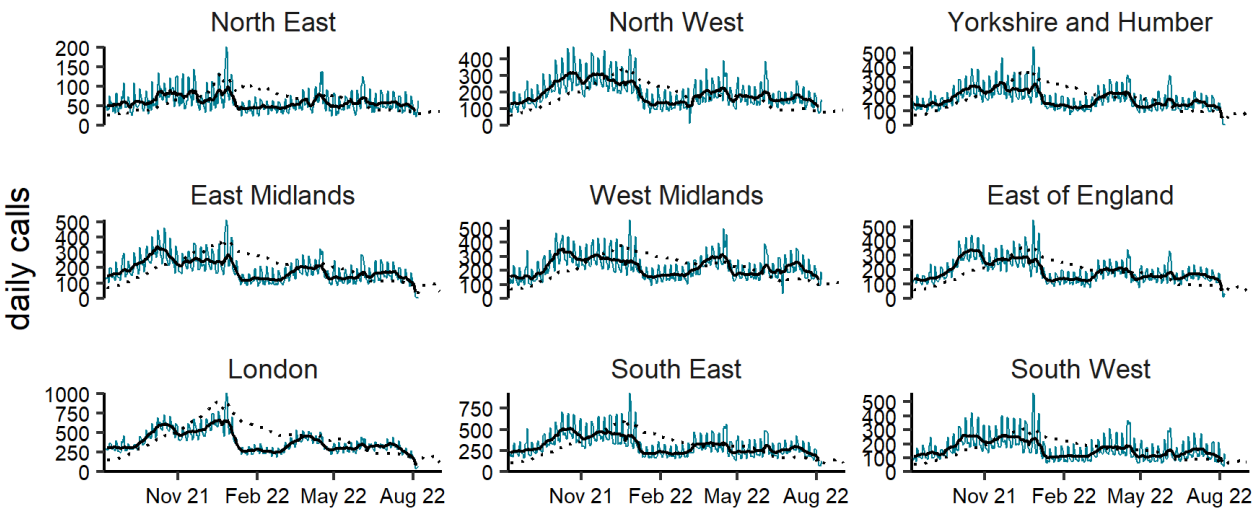 North East North West Yorkshire and Humber
200 400 500
150 300 400
100 200 300
50 100 200
0 0 100
0
daily calls
East Midlands West Midlands East of England
500 500 500
400 400 400
300 300 300
200 200 200
100 100 100
0 0 0
London South East South West
1000 750 500
750 500 400
500 250 300
250 0 200
0 100
0
Nov 21 Feb 22 May 22 Aug 22 Nov 21 Feb 22 May 22 Aug 22 Nov 21 Feb 22 May 22 Aug 22